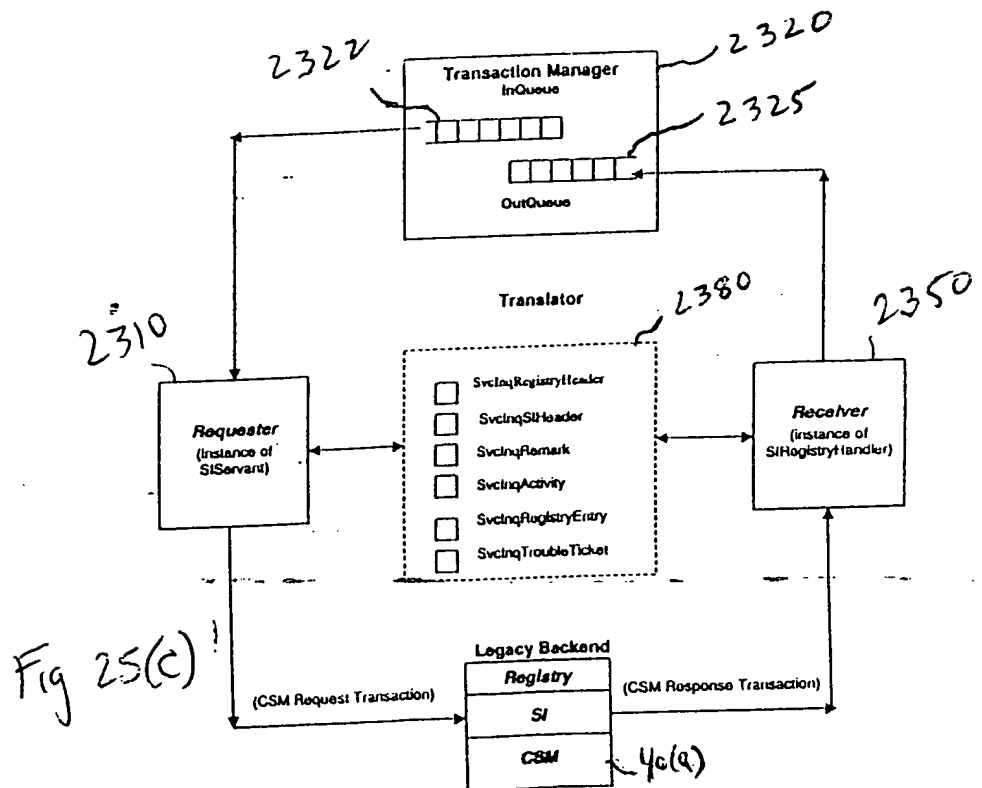 2322
2320
Transaction Manager
InQueue
2325
OutQueue
Translator
2380
2350
2310
SvcInqRegistryHeader
SvcInqSIHeader
SvcInqRemark
SvcInqActivity
SvcInqRegistryEntry
SvcInqTroubleTicket
Requester
(Instance of
SIServant)
Receiver
(instance of
SIRegistryHandler)
Fig 25(c)
Legacy Backend
Registry
SI
CSM
(CSM Request Transaction)
(CSM Response Transaction)
40(a)